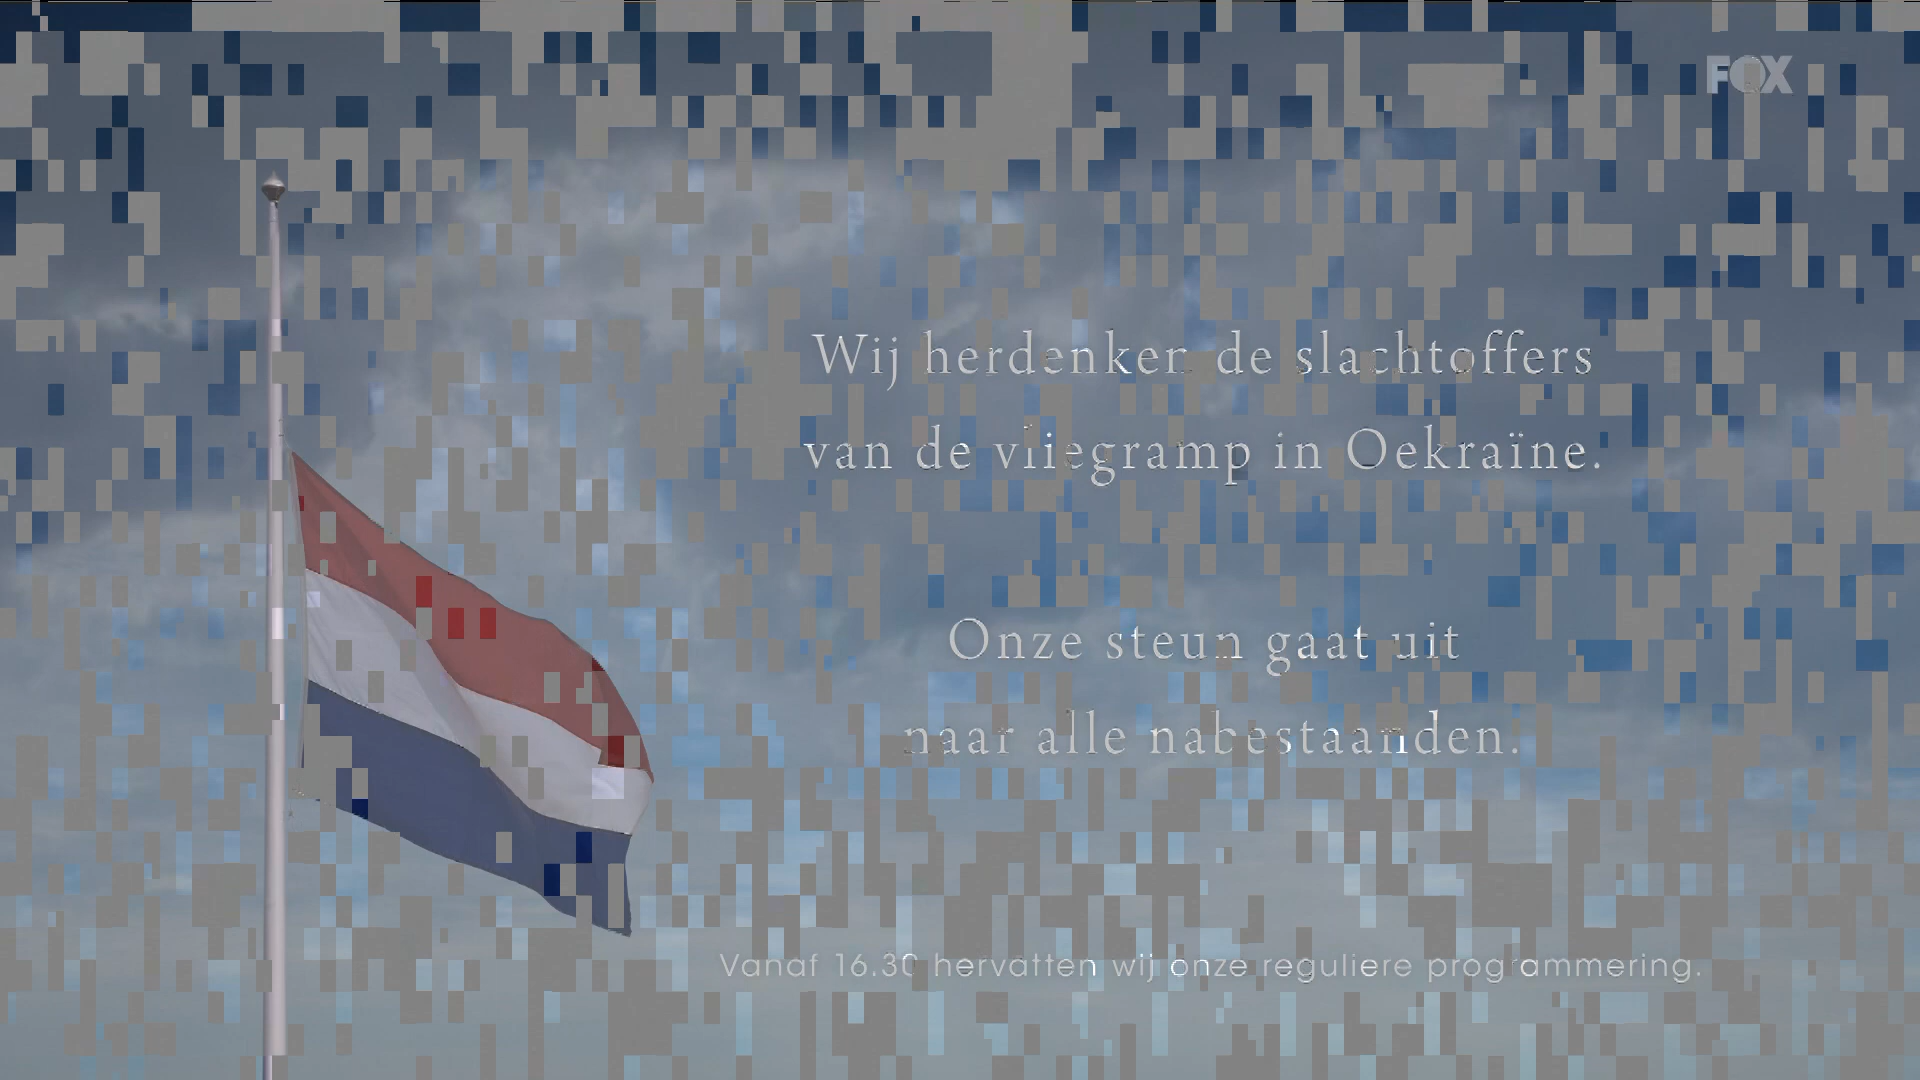 FOX
Wij herdenken de slachtoffers
van de vliegramp in Oekraïne.
Onze steun gaat uit
naar alle nabestaanden.
Vanaf 16.30 hervatten wij onze reguliere programmering.